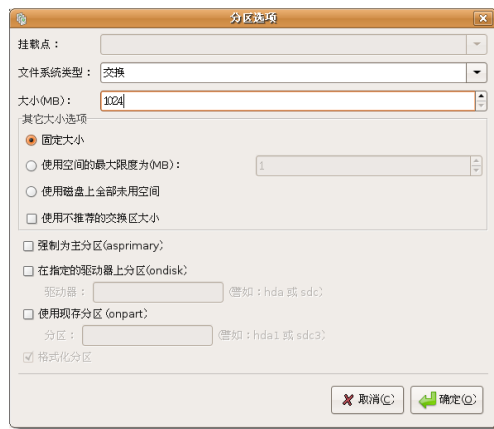 分区选项
挂载点：
文件系统类型： 交换
大小(MB)： 1024
其它大小选项
固定大小
使用空间的最大限度为(MB)： 1
使用磁盘上全部未用空间
使用不推荐的交换区大小
强制为主分区(asprimary)
在指定的驱动器上分区(ondisk)
驱动器： (譬如：hda 或 sdc)
使用现存分区 (onpart)
分区： (譬如：hda1 或 sdc3)
格式化分区
取消(C) 确定(O)